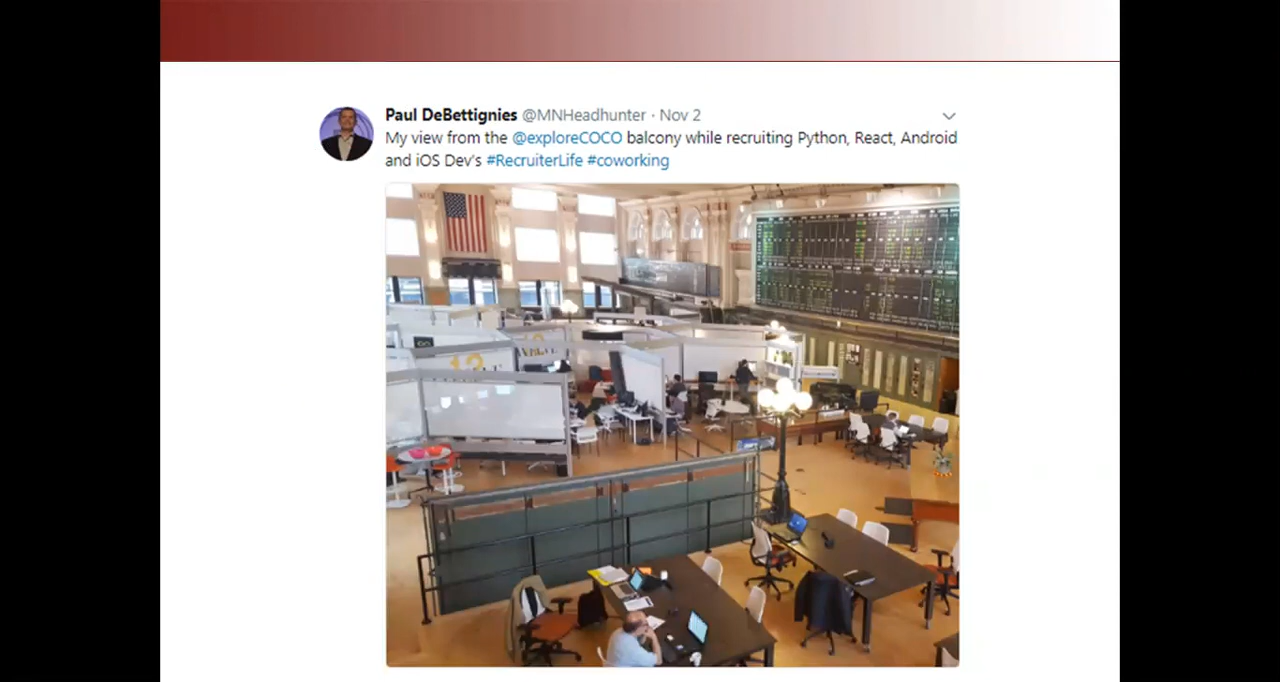 Paul DeBettignies @MNHeadhunter · Nov 2
My view from the @exploreCOCO balcony while recruiting Python, React, Android
and iOS Dev's #RecruiterLife #coworking